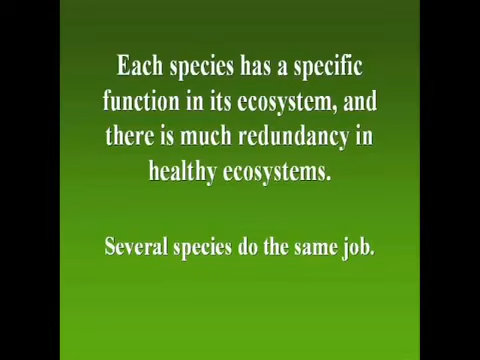 Each species has a specific
function in its ecosystem, and
there is much redundancy in
healthy ecosystems.
Several species do the same job.